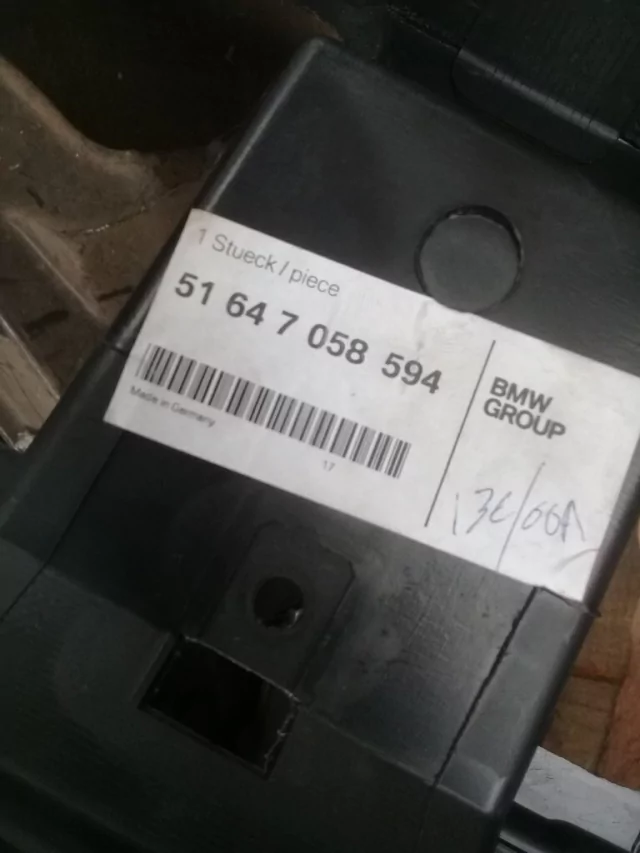 1 Stueck / piece
51 64 7 058 594
Made in Germany
17
BMW
GROUP